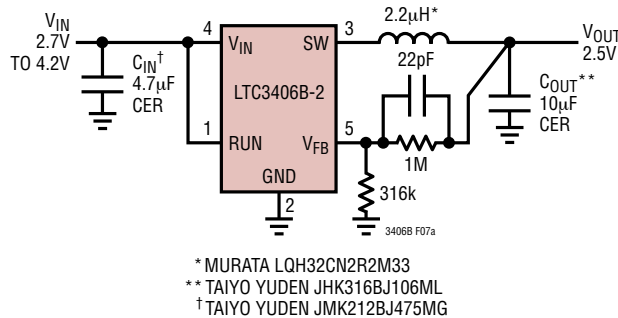 VIN
2.7V
TO 4.2V
CIN†
4.7µF
CER
4
VIN
SW
3
2.2µH*
22pF
VOUT
2.5V
COUT**
10µF
CER
LTC3406B-2
1
RUN
VFB
5
1M
GND
2
316k
3406B F07a
*MURATA LQH32CN2R2M33
**TAIYO YUDEN JHK316BJ106ML
†TAIYO YUDEN JMK212BJ475MG